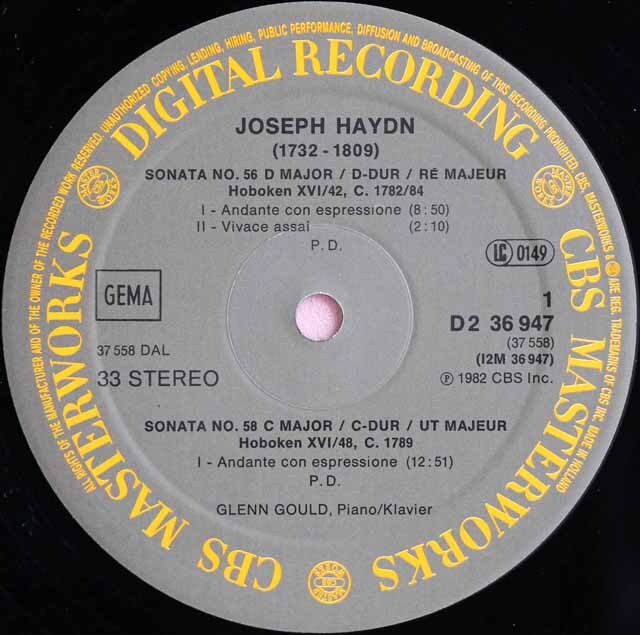 ALL RIGHTS OF THE MANUFACTURER AND OF THE OWNER OF THE RECORDED WORK RESERVED. UNAUTHORIZED COPYING, LENDING, HIRING, PUBLIC PERFORMANCE, DIFFUSION AND BROADCASTING OF THIS RECORDING PROHIBITED. CBS, MASTERWORKS & ARE REG. TRADEMARKS OF CBS INC. MADE IN HOLLAND
DIGITAL RECORDING
JOSEPH HAYDN
(1732 - 1809)
SONATA NO. 56 D MAJOR / D-DUR / RÉ MAJEUR
Hoboken XVI/42, C. 1782/84
I - Andante con espressione (8:50)
II - Vivace assai (2:10)
P.D.
LC 0149
GEMA
1
D2 36 947
37 558 DAL
(37 558)
(I2M 36 947)
33 STEREO
℗ 1982 CBS Inc.
SONATA NO. 58 C MAJOR / C-DUR / UT MAJEUR
Hoboken XVI/48, C. 1789
I - Andante con espressione (12:51)
P.D.
GLENN GOULD, Piano/Klavier
CBS MASTERWORKS
CBS MASTERWORKS